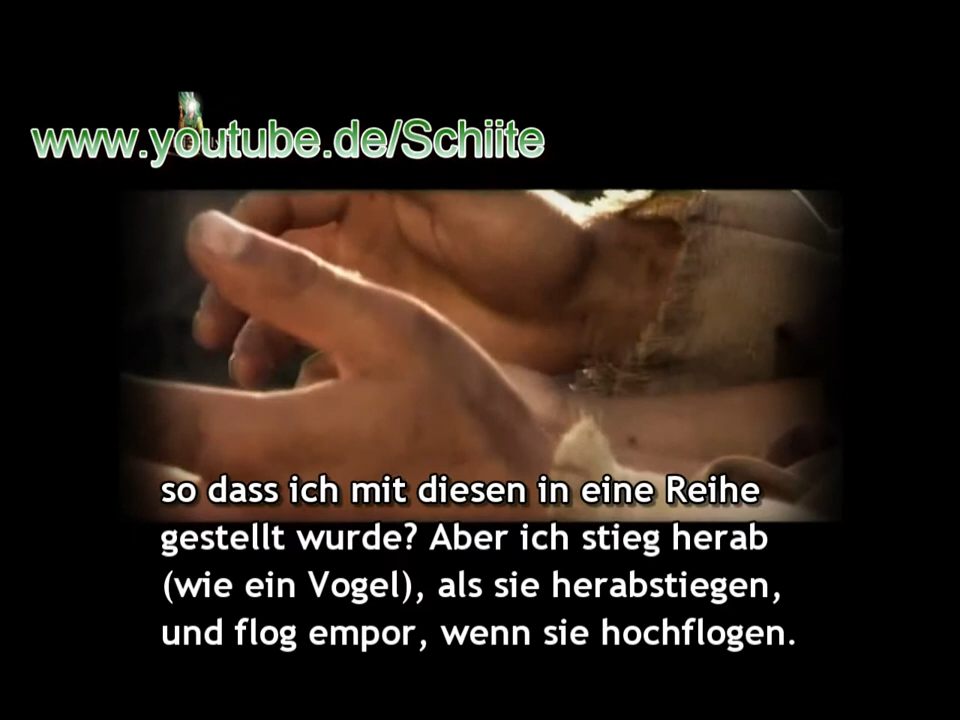 www.youtube.de/Schiite
so dass ich mit diesen in eine Reihe
gestellt wurde? Aber ich stieg herab
(wie ein Vogel), als sie herabstiegen,
und flog empor, wenn sie hochflogen.